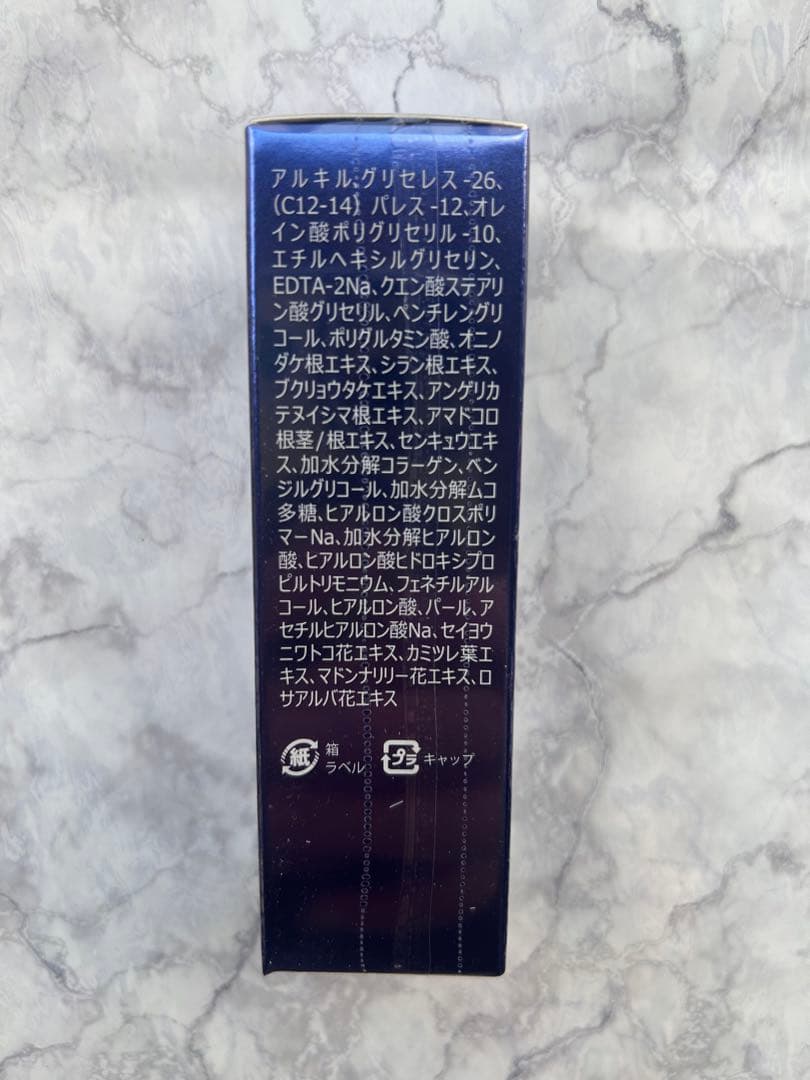 アルキル グリセレス -26、
(C12-14) パレス -12、オレ
イン酸ポリグリセリル -10、
エチルヘキシルグリセリン、
EDTA-2Na、クエン酸ステアリ
ン酸グリセリル、ペンチレングリ
コール、ポリグルタミン酸、オニノ
ダケ根エキス、シラン根エキス、
ブクリョウタケエキス、アンゲリカ
テヌイシマ根エキス、アマドコロ
根茎/根エキス、センキュウエキ
ス、加水分解コラーゲン、ベン
ジルグリコール、加水分解ムコ
多糖、ヒアルロン酸クロスポリ
マーNa、加水分解ヒアルロン
酸、ヒアルロン酸ヒドロキシプロ
ピルトリモニウム、フェネチルアル
コール、ヒアルロン酸、パール、ア
セチルヒアルロン酸Na、セイヨウ
ニワトコ花エキス、カミツレ葉エ
キス、マドンナリリー花エキス、ロ
サアルバ花エキス
紙 箱 プラ キャップ
ラベル